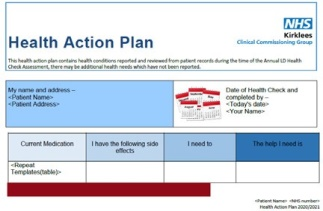 NHS
Kirklees
Clinical Commissioning Group
Health Action Plan
This health action plan contains health conditions reported and reviewed from patient records during the time of the Annual LD Health
Check Assessment, there may be additional health needs which have not been reported.
My name and address –
<Patient Name>
<Patient Address>
Date of Health Check and
completed by –
<Today's date>
<Your Name>
Current Medication
I have the following side
effects
I need to
The help I need is
<Repeat
Templates(table)>
<Patient Name> <NHS number>
Health Action Plan 2020/2021